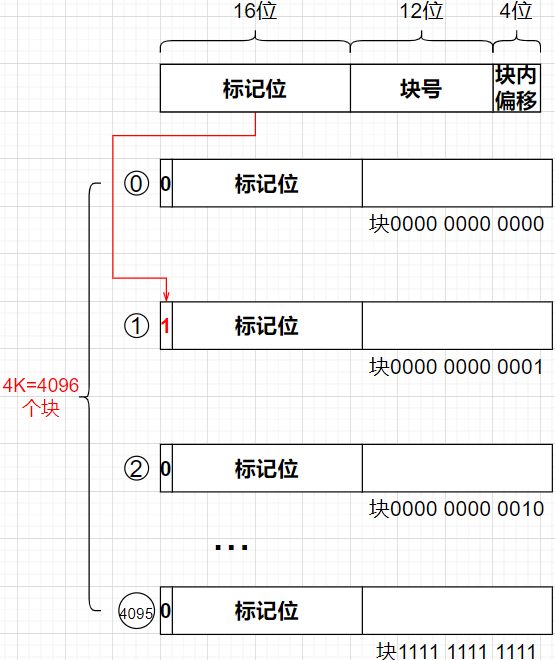 16位 12位 4位
标记位 块号 块内
偏移
⓪ 0 标记位
块0000 0000 0000
① 1 标记位
块0000 0000 0001
4K=4096
个块
② 0 标记位
块0000 0000 0010
...
4095 0 标记位
块1111 1111 1111